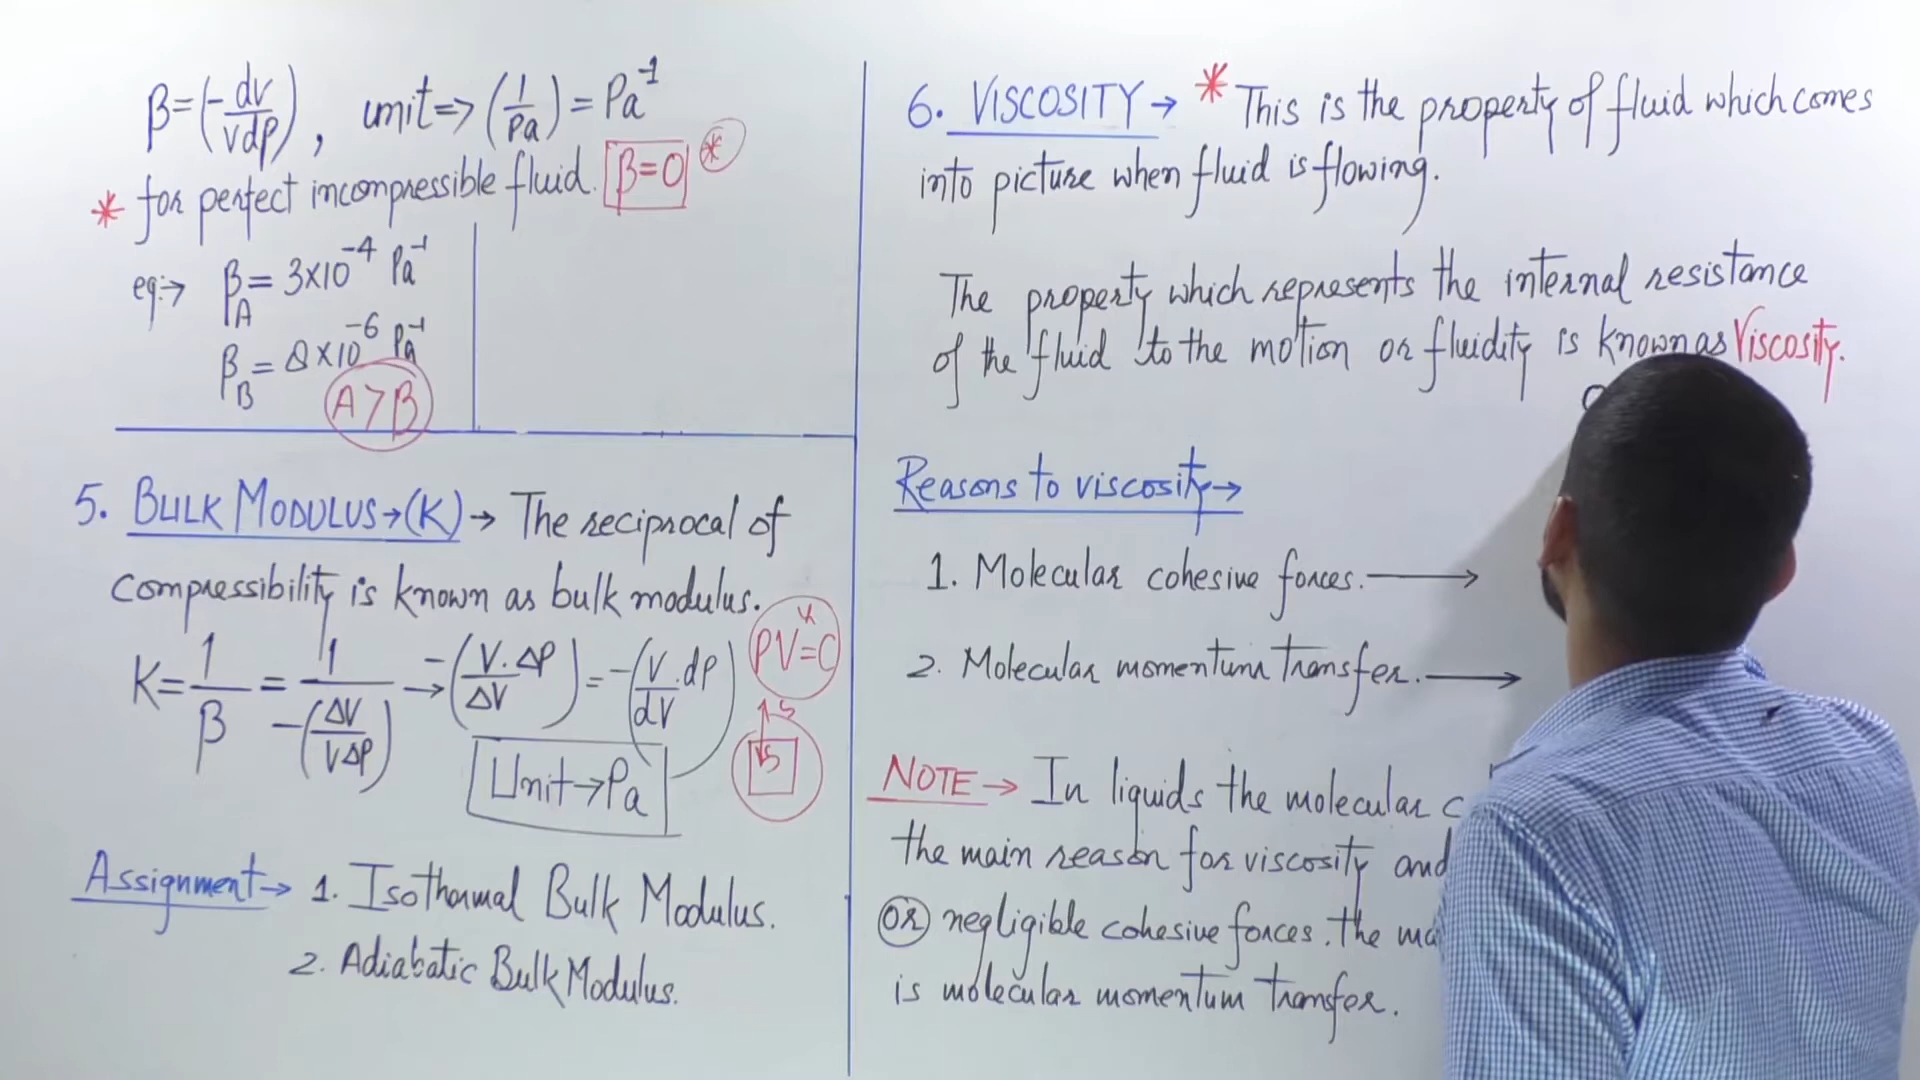 β=(-dv/vdp), unit=>(1/Pa)=Pa⁻¹
* for perfect incompressible fluid. β=0 *
eg:→ β_A = 3×10⁻⁴ Pa⁻¹
β_B = 8×10⁻⁶ Pa⁻¹
A>B
5. BULK MODULUS→(K)→ The reciprocal of
compressibility is known as bulk modulus.
K=1/β = 1/-(ΔV/VΔP) → -(V.ΔP/ΔV) = -(V.dP/dV)
PV=C
Unit→Pa
Assignment→ 1. Isothermal Bulk Modulus.
2. Adiabatic Bulk Modulus.
6. VISCOSITY→ * This is the property of fluid which comes
into picture when fluid is flowing.
The property which represents the internal resistance
of the fluid to the motion or fluidity is known as Viscosity.
Reasons to viscosity→
1. Molecular cohesive forces.→
2. Molecular momentum transfer.→
NOTE→ In liquids the molecular
the main reason for viscosity and
or negligible cohesive forces. the
is molecular momentum transfer.